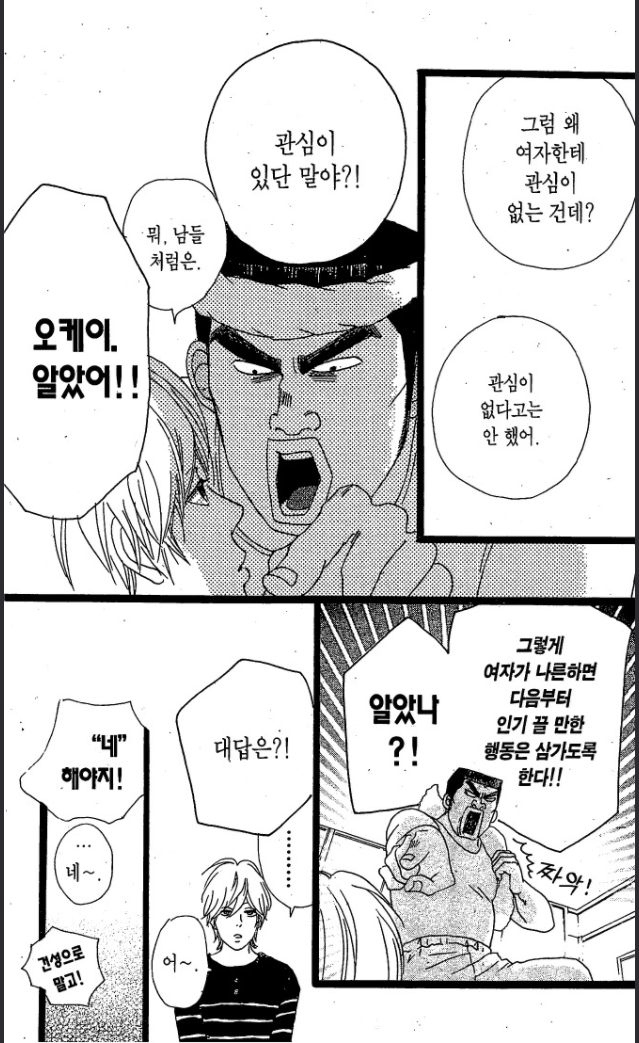 그럼 왜
여자한테
관심이
없는 건데?
관심이
없다고는
안 했어.
관심이
있단 말야?!
뭐, 남들
처럼은.
오케이.
알았어!!
그렇게
여자가 나른하면
다음부터
인기 끌 만한
행동은 삼가도록
한다!!
알았나
?!
짜악!
대답은?!
………
어~.
“네”
해야지!
…
네~.
건성으로
말고!